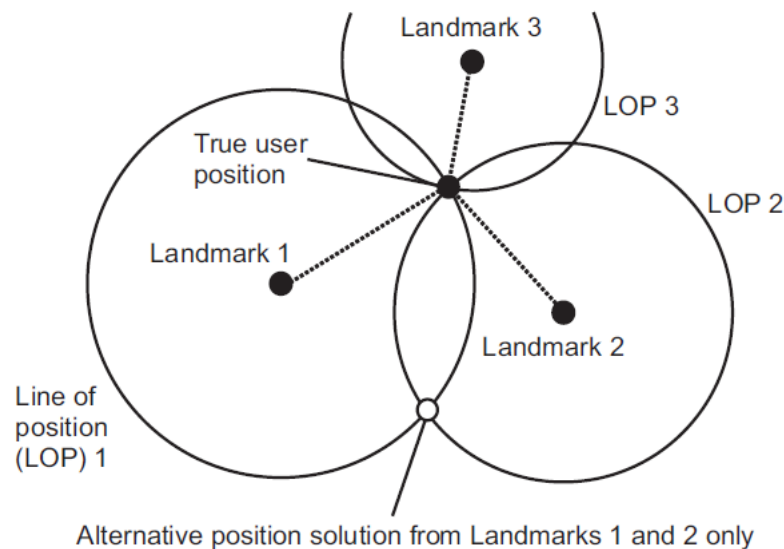 Landmark 3
LOP 3
True user
position
LOP 2
Landmark 1
Landmark 2
Line of
position
(LOP) 1
Alternative position solution from Landmarks 1 and 2 only